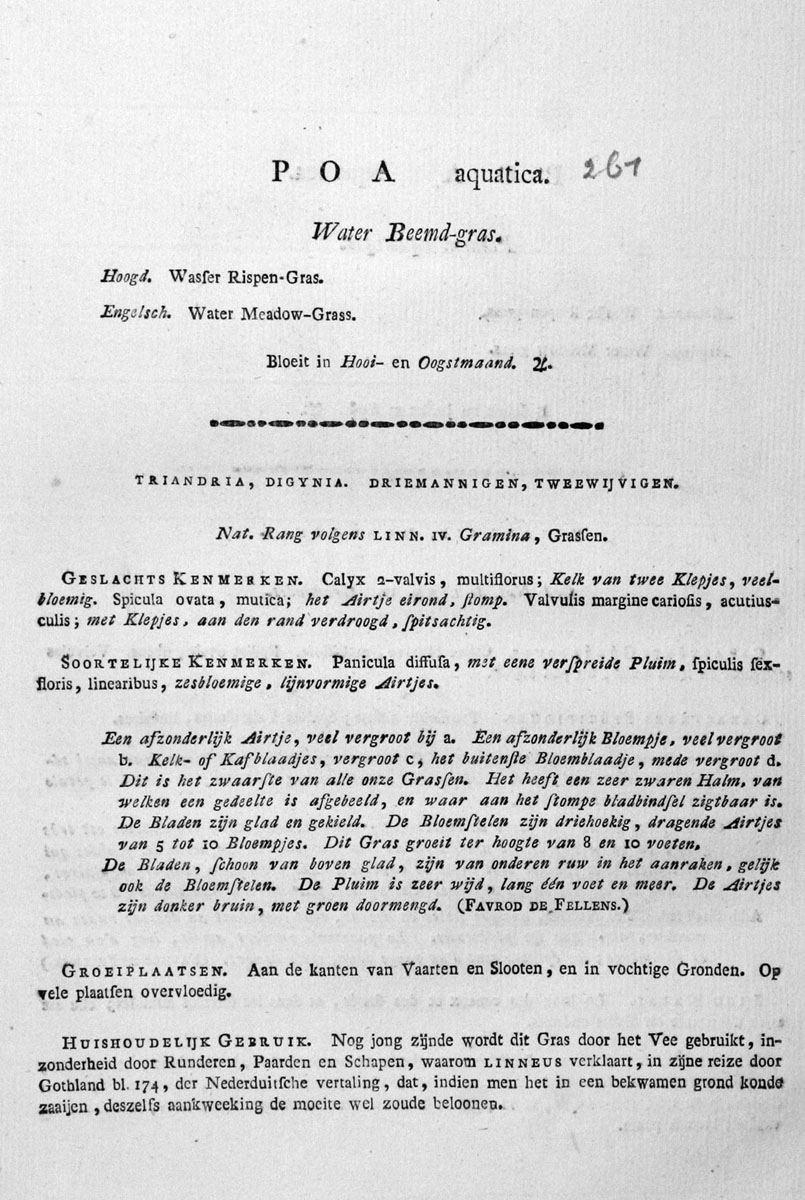 POA aquatica. 261
Water Beemd-gras.
Hoogd. Wasſer Rispen-Gras.
Engelsch. Water Meadow-Grass.
Bloeit in Hooi- en Oogstmaand. ♃.
TRIANDRIA, DIGYNIA. DRIEMANNIGEN, TWEEWIJVIGEN.
Nat. Rang volgens LINN. IV. Gramina, Grasſen.
GESLACHTS KENMERKEN. Calyx 2-valvis, multiflorus; Kelk van twee Klepjes, veel-
bloemig. Spicula ovata, mutica; het Airtje eirond, ſtomp. Valvulis margine cariosis, acutius-
culis; met Klepjes, aan den rand verdroogd, ſpitsachtig.
SOORTELIJKE KENMERKEN. Panicula diffuſa, met eene verſpreide Pluim, ſpiculis ſex-
floris, linearibus, zesbloemige, lijnvormige Airtjes.
Een afzonderlijk Airtje, veel vergroot bij a. Een afzonderlijk Bloempje, veel vergroot
b. Kelk- of Kafblaadjes, vergroot c, het buitenſte Bloemblaadje, mede vergroot d.
Dit is het zwaarſte van alle onze Grasſen. Het heeft een zeer zwaren Halm, van
welken een gedeelte is afgebeeld, en waar aan het ſtompe bladbindſel zigtbaar is.
De Bladen zijn glad en gekield. De Bloemſtelen zijn driehoekig, dragende Airtjes
van 5 tot 10 Bloempjes. Dit Gras groeit ter hoogte van 8 en 10 voeten.
De Bladen, ſchoon van boven glad, zijn van onderen ruw in het aanraken, gelijk
ook de Bloemſtelen. De Pluim is zeer wijd, lang één voet en meer. De Airtjes
zijn donker bruin, met groen doormengd. (FAVROD DE FELLENS.)
GROEIPLAATSEN. Aan de kanten van Vaarten en Slooten, en in vochtige Gronden. Op
vele plaatſen overvloedig.
HUISHOUDELIJK GEBRUIK. Nog jong zijnde wordt dit Gras door het Vee gebruikt, in-
zonderheid door Runderen, Paarden en Schapen, waarom LINNEUS verklaart, in zijne reize door
Gothland bl. 174, der Nederduitſche vertaling, dat, indien men het in een bekwamen grond konde
zaaijen, deszelfs aankweeking de moeite wel zoude beloonen.